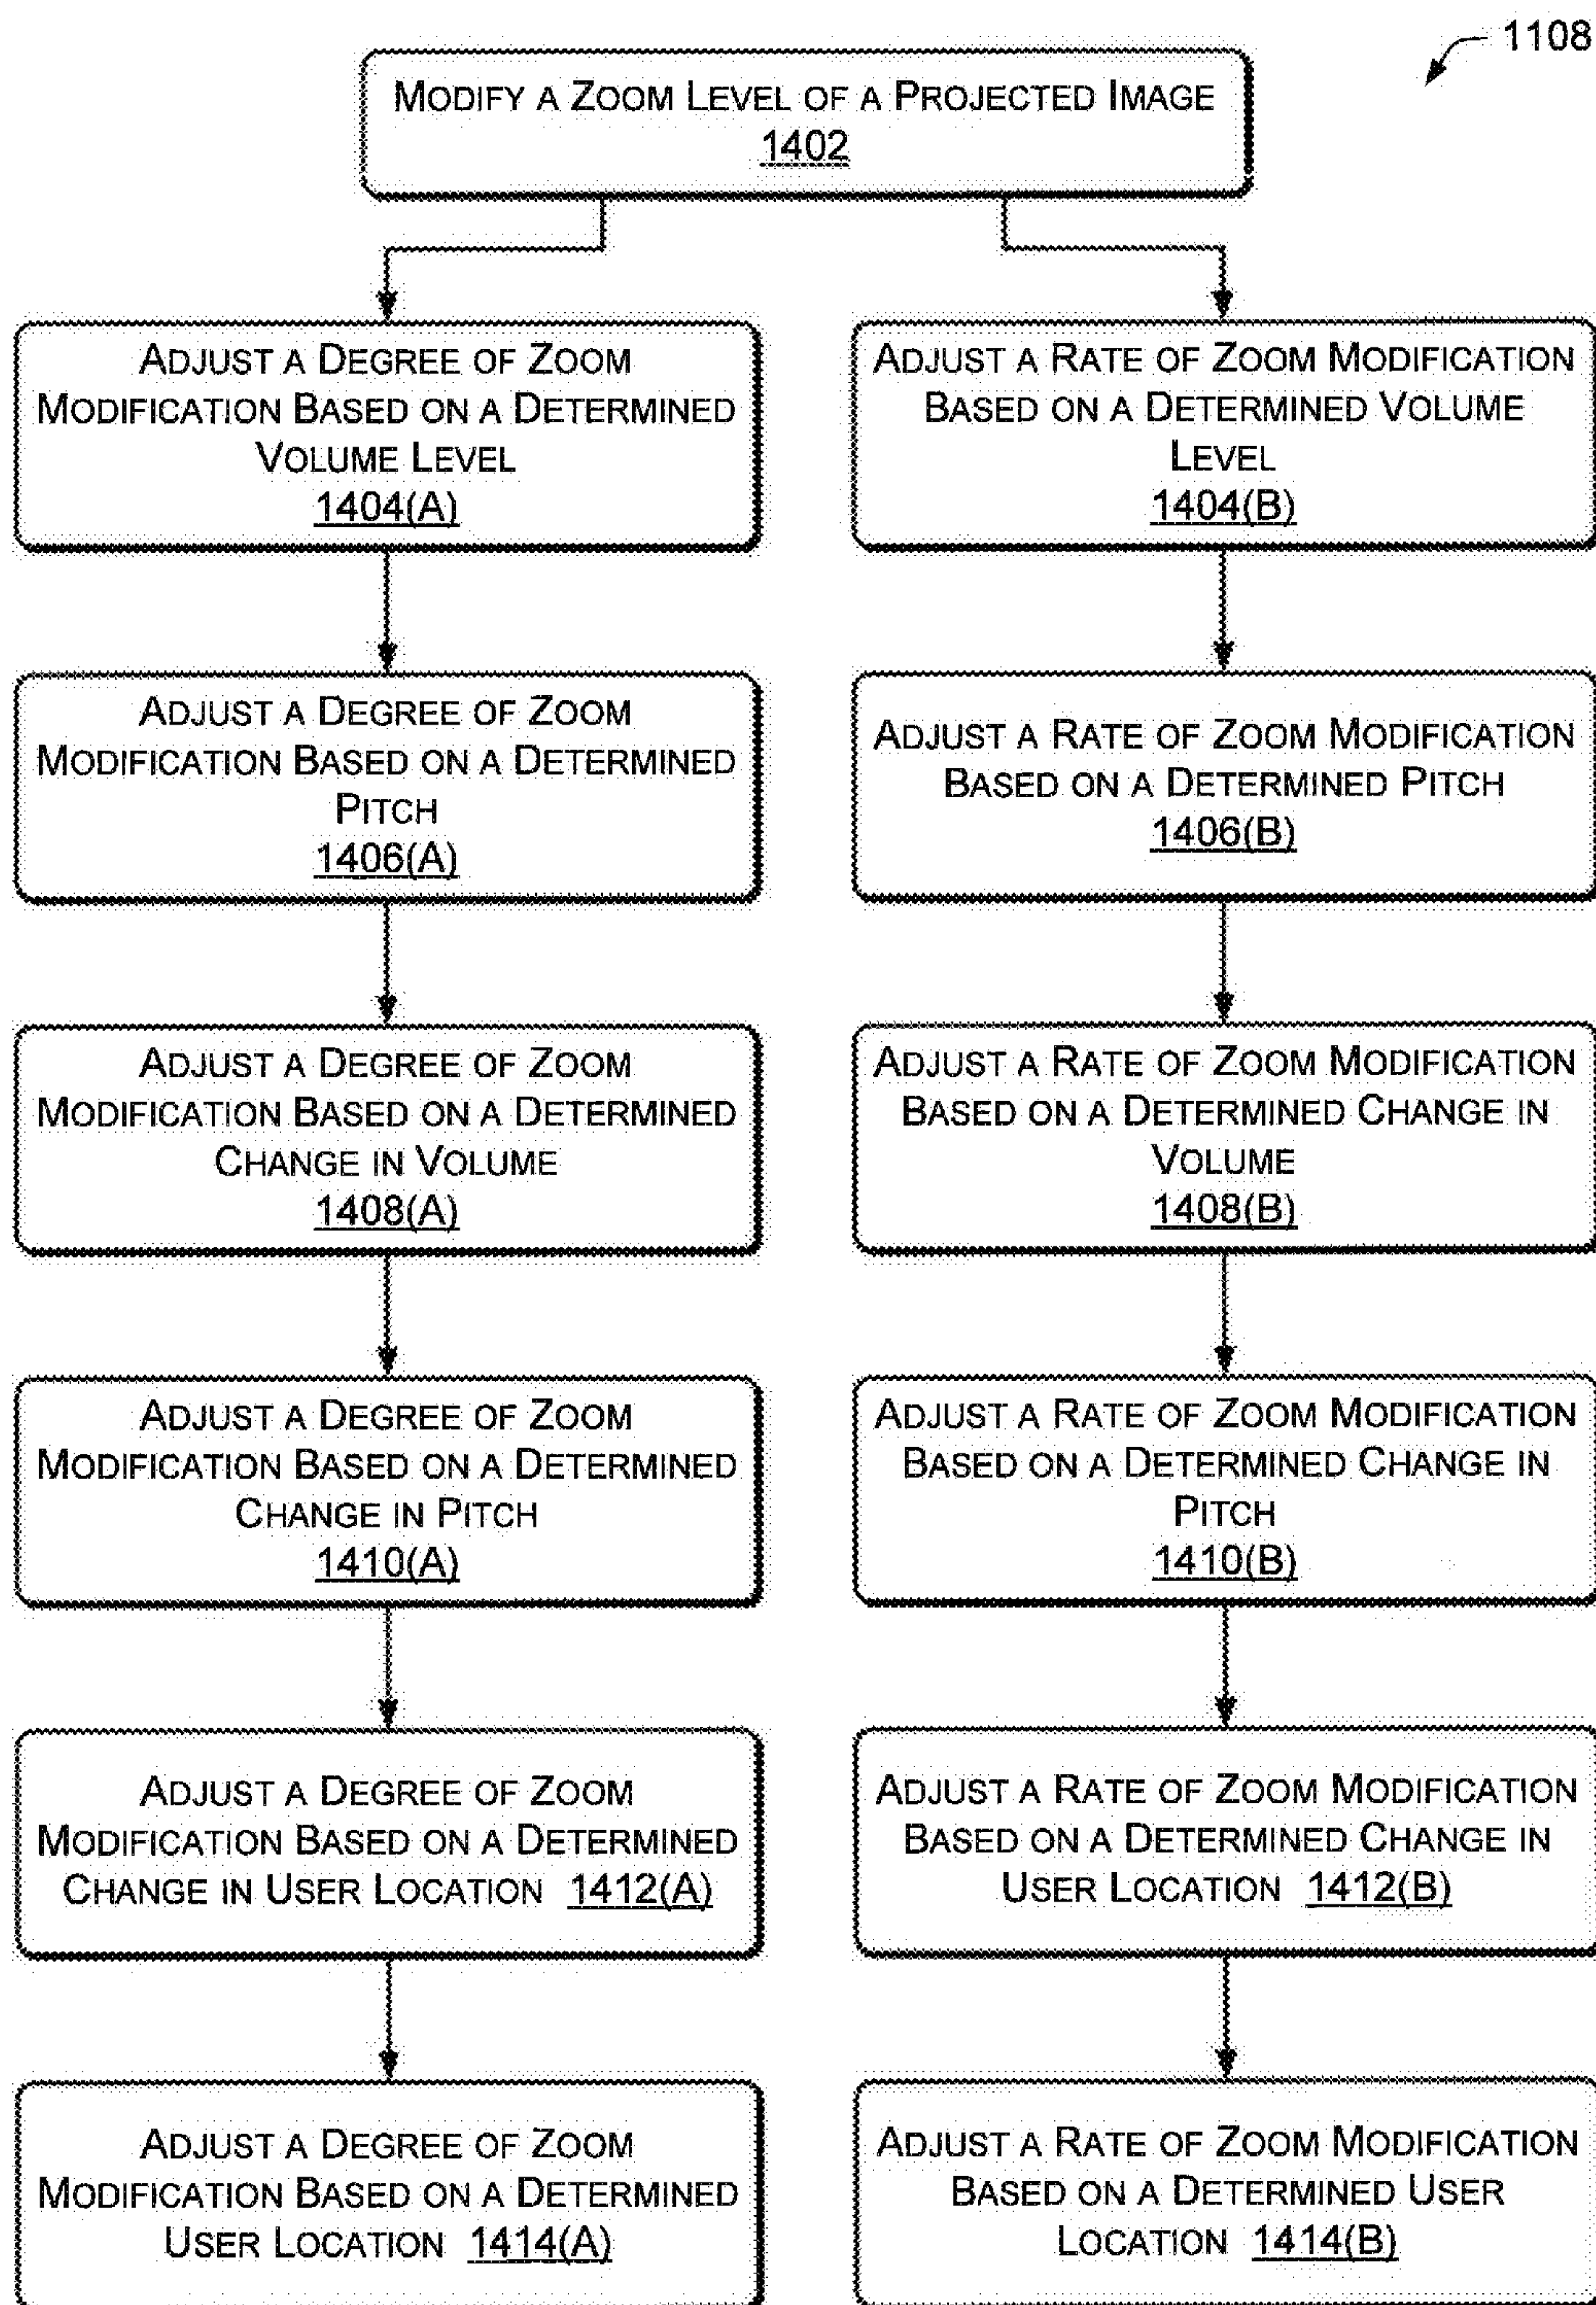 1108
MODIFY A ZOOM LEVEL OF A PROJECTED IMAGE
1402
ADJUST A DEGREE OF ZOOM
MODIFICATION BASED ON A DETERMINED
VOLUME LEVEL
1404(A)
ADJUST A RATE OF ZOOM MODIFICATION
BASED ON A DETERMINED VOLUME
LEVEL
1404(B)
ADJUST A DEGREE OF ZOOM
MODIFICATION BASED ON A DETERMINED
PITCH
1406(A)
ADJUST A RATE OF ZOOM MODIFICATION
BASED ON A DETERMINED PITCH
1406(B)
ADJUST A DEGREE OF ZOOM
MODIFICATION BASED ON A DETERMINED
CHANGE IN VOLUME
1408(A)
ADJUST A RATE OF ZOOM MODIFICATION
BASED ON A DETERMINED CHANGE IN
VOLUME
1408(B)
ADJUST A DEGREE OF ZOOM
MODIFICATION BASED ON A DETERMINED
CHANGE IN PITCH
1410(A)
ADJUST A RATE OF ZOOM MODIFICATION
BASED ON A DETERMINED CHANGE IN
PITCH
1410(B)
ADJUST A DEGREE OF ZOOM
MODIFICATION BASED ON A DETERMINED
CHANGE IN USER LOCATION 1412(A)
ADJUST A RATE OF ZOOM MODIFICATION
BASED ON A DETERMINED CHANGE IN
USER LOCATION 1412(B)
ADJUST A DEGREE OF ZOOM
MODIFICATION BASED ON A DETERMINED
USER LOCATION 1414(A)
ADJUST A RATE OF ZOOM MODIFICATION
BASED ON A DETERMINED USER
LOCATION 1414(B)